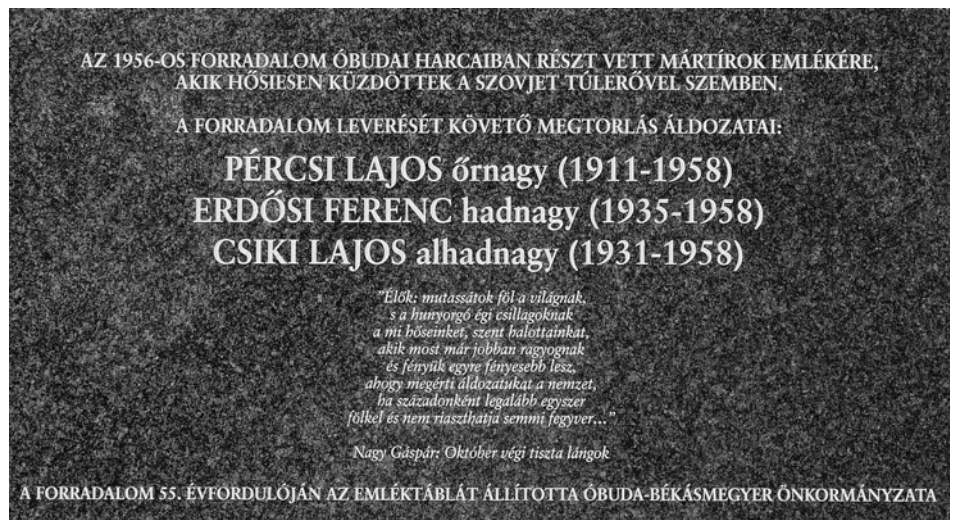 AZ 1956-OS FORRADALOM ÓBUDAI HARCAIBAN RÉSZT VETT MÁRTÍROK EMLÉKÉRE,
AKIK HŐSIESEN KÜZDÖTTEK A SZOVJET TÚLERŐVEL SZEMBEN.
A FORRADALOM LEVERÉSÉT KÖVETŐ MEGTORLÁS ÁLDOZATAI:
PÉRCSI LAJOS őrnagy (1911-1958)
ERDŐSI FERENC hadnagy (1935-1958)
CSIKI LAJOS alhadnagy (1931-1958)
"Élők: mutassátok föl a világnak,
s a hunyorgó égi csillagoknak
a mi hőseinket, szent halottainkat,
akik most már jobban ragyognak
és fényük egyre fényesebb lesz,
ahogy megérti áldozatukat a nemzet,
ha századonként legalább egyszer
fölkel és nem riaszthatja semmi fegyver..."
Nagy Gáspár: Október végi tiszta lángok
A FORRADALOM 55. ÉVFORDULÓJÁN AZ EMLÉKTÁBLÁT ÁLLÍTOTTA ÓBUDA-BÉKÁSMEGYER ÖNKORMÁNYZATA